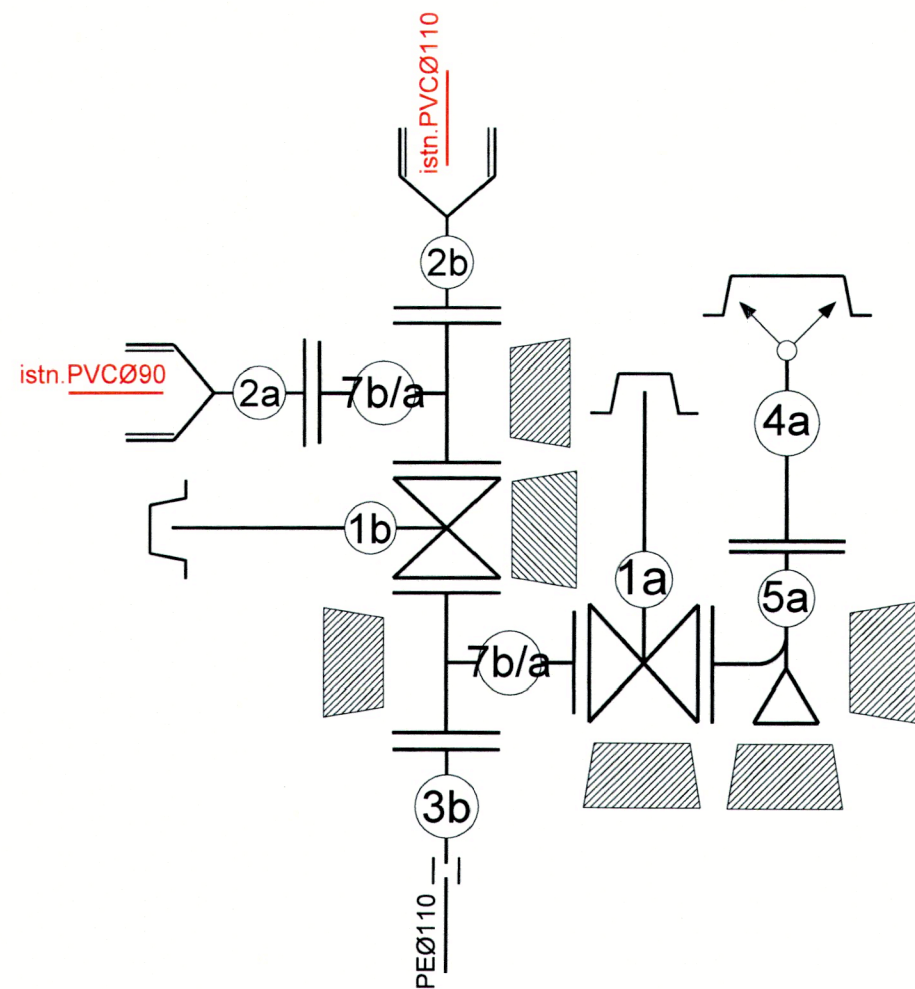 istn.PVCØ110
2b
istn.PVCØ90
2a
7b/a
4a
1b
1a
5a
7b/a
3b
PEØ110